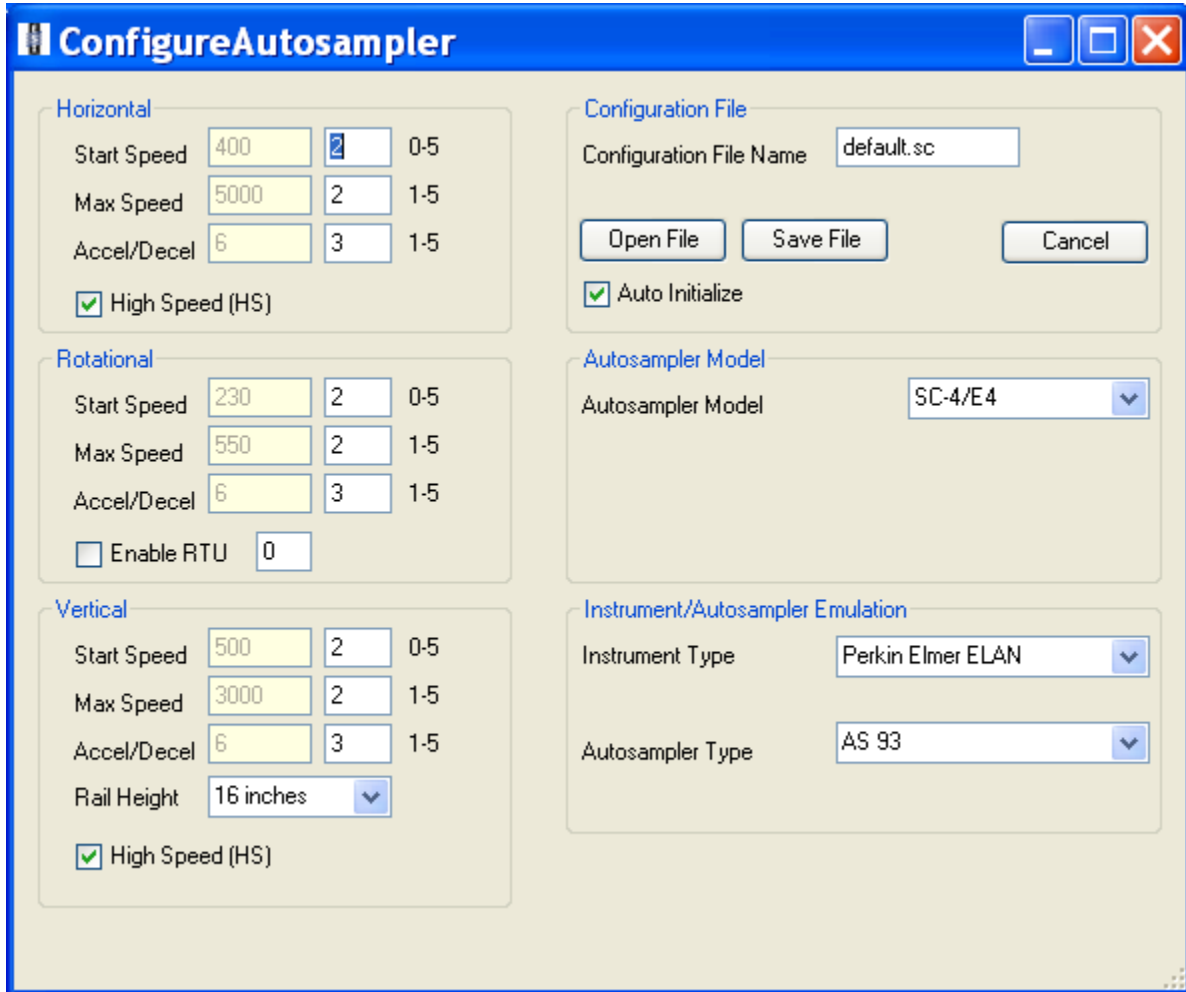 ConfigureAutosampler
Horizontal
Start Speed 400 2 0-5
Max Speed 5000 2 1-5
Accel/Decel 6 3 1-5
High Speed (HS)
Rotational
Start Speed 230 2 0-5
Max Speed 550 2 1-5
Accel/Decel 6 3 1-5
Enable RTU 0
Vertical
Start Speed 500 2 0-5
Max Speed 3000 2 1-5
Accel/Decel 6 3 1-5
Rail Height 16 inches
High Speed (HS)
Configuration File
Configuration File Name default.sc
Open File Save File Cancel
Auto Initialize
Autosampler Model
Autosampler Model SC-4/E4
Instrument/Autosampler Emulation
Instrument Type Perkin Elmer ELAN
Autosampler Type AS 93